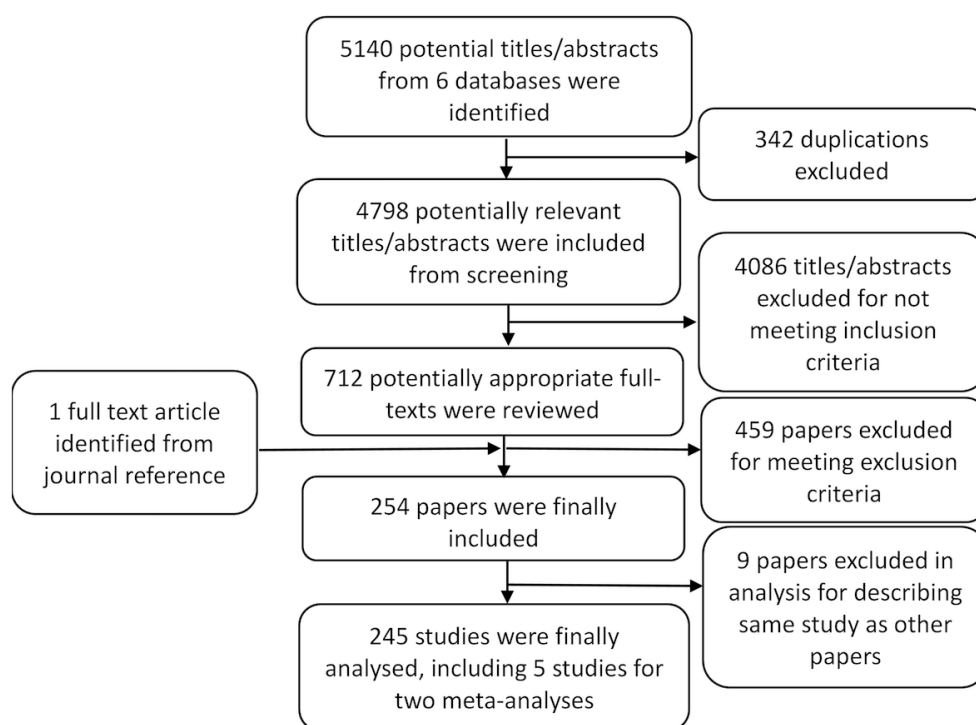 5140 potential titles/abstracts
from 6 databases were
identified
342 duplications
excluded
4798 potentially relevant
titles/abstracts were included
from screening
4086 titles/abstracts
excluded for not
meeting inclusion
criteria
712 potentially appropriate full-
texts were reviewed
1 full text article
identified from
journal reference
459 papers excluded
for meeting exclusion
criteria
254 papers were finally
included
9 papers excluded in
analysis for describing
same study as other
papers
245 studies were finally
analysed, including 5 studies for
two meta-analyses